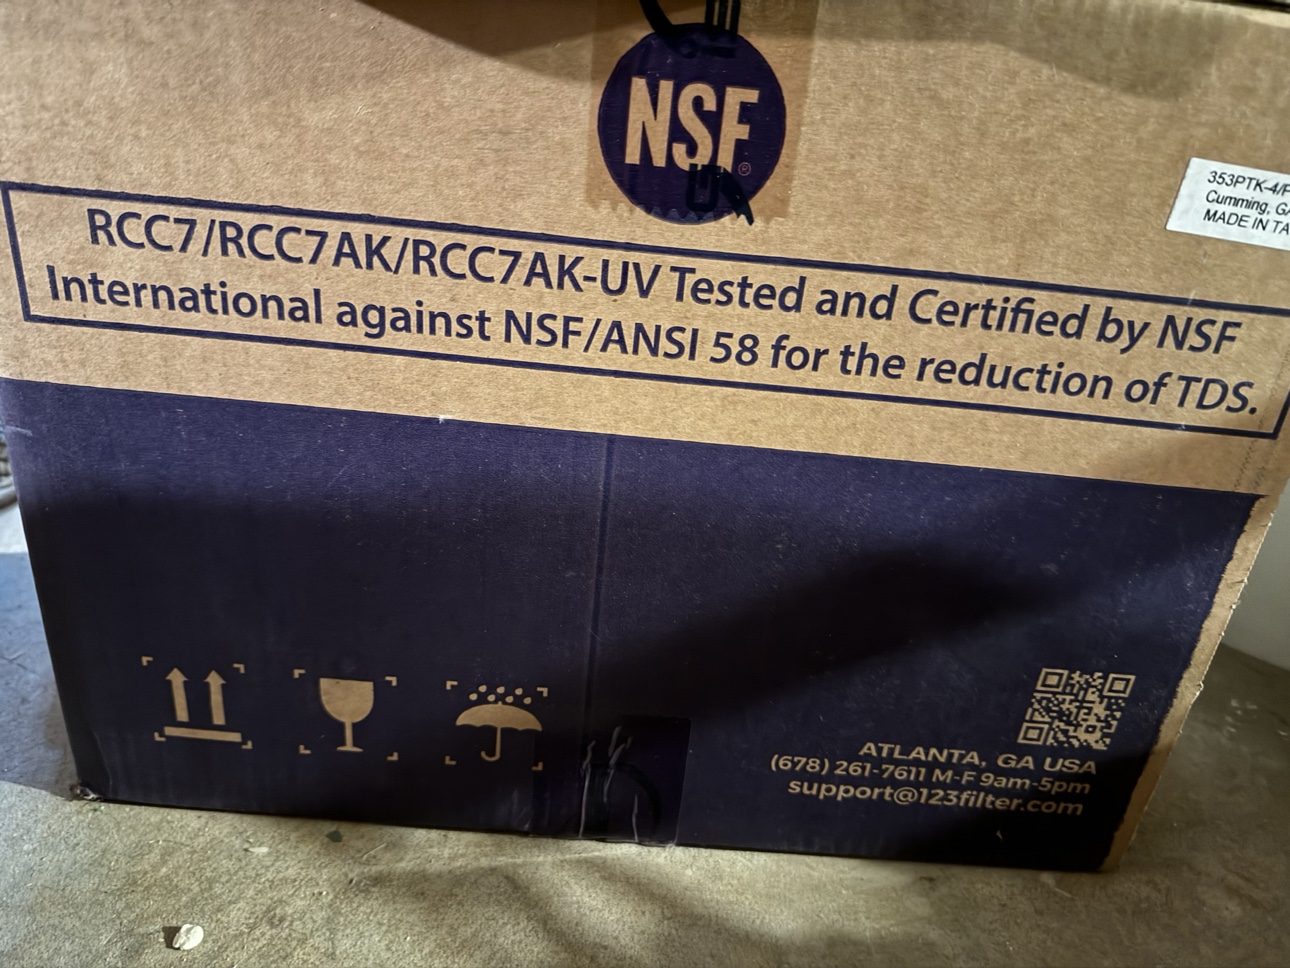 NSF
®
353PTK-4/
Cumming,
MADE IN
RCC7/RCC7AK/RCC7AK-UV Tested and Certified by NSF
International against NSF/ANSI 58 for the reduction of TDS.
ATLANTA, GA USA
(678) 261-7611 M-F 9am-5pm
support@123filter.com